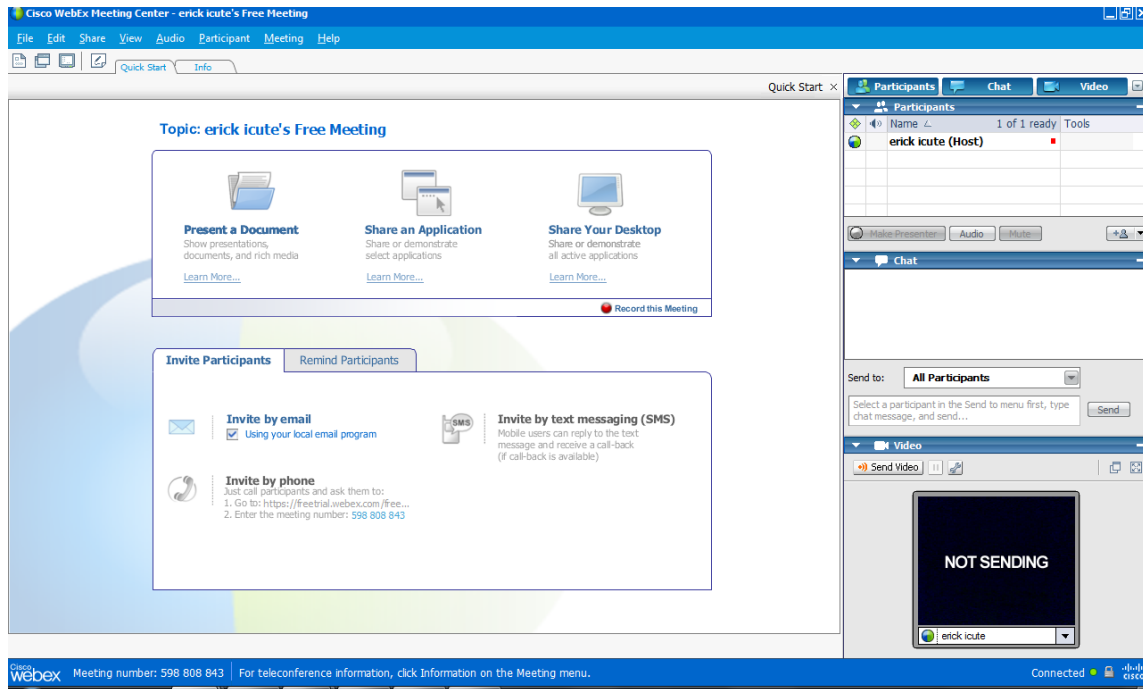 Cisco WebEx Meeting Center - erick icute's Free Meeting
File Edit Share View Audio Participant Meeting Help
Quick Start Info
Quick Start ×
Topic: erick icute's Free Meeting
Present a Document
Show presentations,
documents, and rich media
Learn More...
Share an Application
Share or demonstrate
select applications
Learn More...
Share Your Desktop
Share or demonstrate
all active applications
Learn More...
Record this Meeting
Invite Participants Remind Participants
Invite by email
Using your local email program
Invite by phone
Just call participants and ask them to:
1. Go to: https://freetrial.webex.com/free...
2. Enter the meeting number: 598 808 843
SMS
Invite by text messaging (SMS)
Mobile users can reply to the text
message and receive a call-back
(if call-back is available)
Participants Chat Video
Participants
Name 1 of 1 ready Tools
erick icute (Host)
Make Presenter Audio Mute
Chat
Send to: All Participants
Select a participant in the Send to menu first, type
chat message, and send...
Send
Video
Send Video
NOT SENDING
erick icute
Cisco
webex Meeting number: 598 808 843 For teleconference information, click Information on the Meeting menu.
Connected
cisco